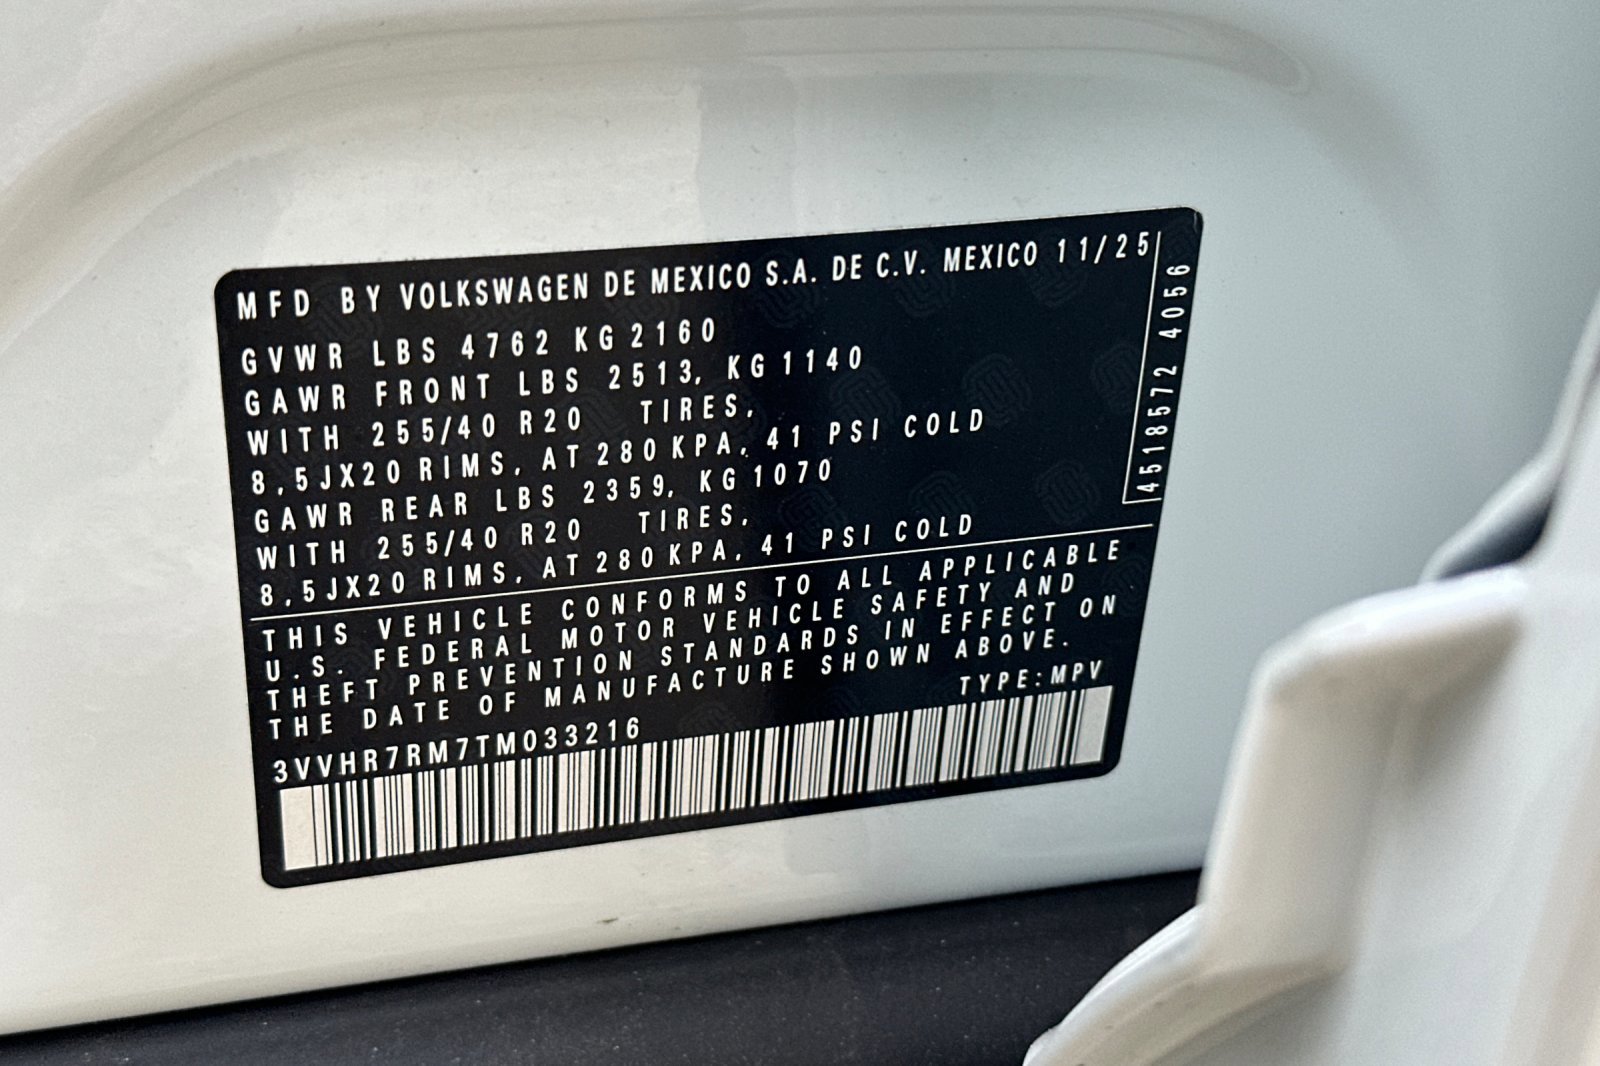 MFD BY VOLKSWAGEN DE MEXICO S.A. DE C.V. MEXICO 11/25
GVWR LBS 4762 KG 2160
GAWR FRONT LBS 2513, KG 1140
WITH 255/40 R20 TIRES,
8,5JX20 RIMS, AT 280 KPA, 41 PSI COLD
GAWR REAR LBS 2359, KG 1070
WITH 255/40 R20 TIRES,
8,5JX20 RIMS, AT 280 KPA, 41 PSI COLD
4518572 4056
THIS VEHICLE CONFORMS TO ALL APPLICABLE
U.S. FEDERAL MOTOR VEHICLE SAFETY AND
THEFT PREVENTION STANDARDS IN EFFECT ON
THE DATE OF MANUFACTURE SHOWN ABOVE.
TYPE:MPV
3VVHR7RM7TM033216